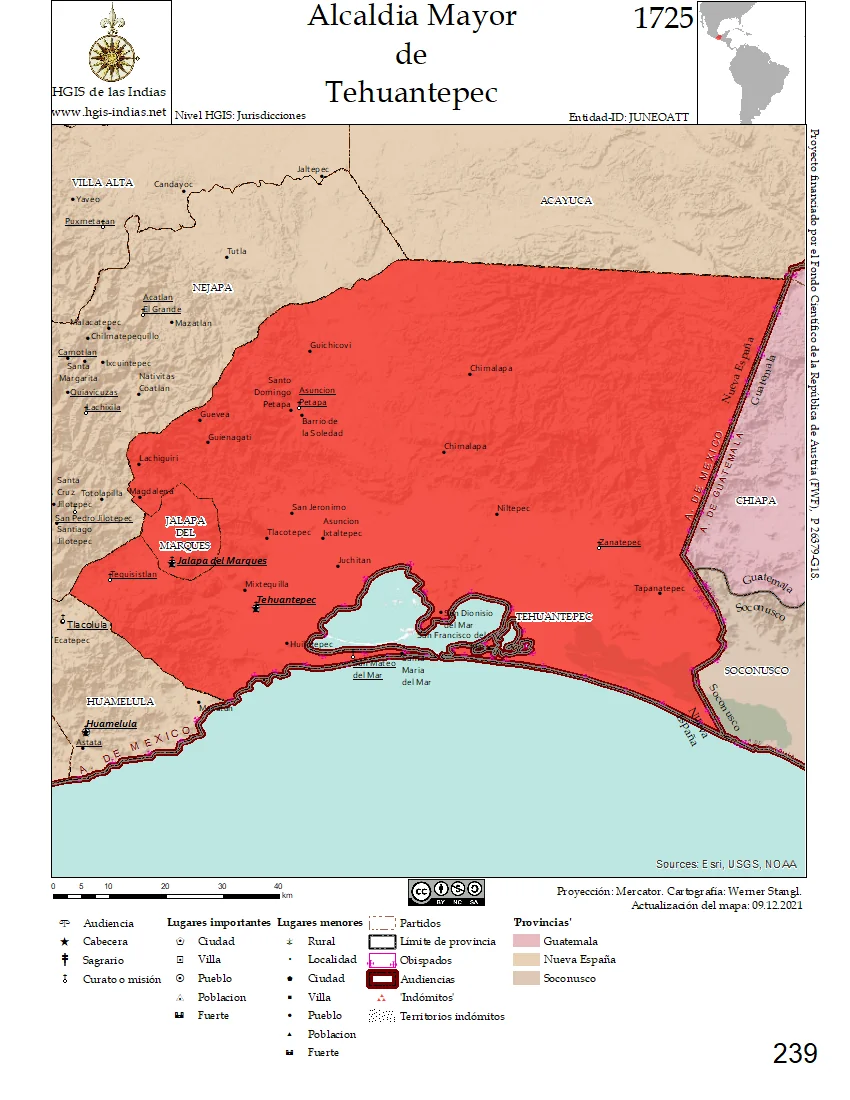 Alcaldia Mayor
de
Tehuantepec
1725
HGIS de las Indias
www.hgis-indias.net
Nivel HGIS: Jurisdicciones
Entidad-ID: JUNEOATT
Proyecto financiado por el Fondo Científico de la República de Austria (FWF), P 26379-G18.
Jaltepec
VILLA ALTA
Candayoc
Yaveo
ACAYUCA
Puxmetacan
Tutla
NEJAPA
Acatlan
El Grande
Malacatepec
Mazatlan
Chilmatepequillo
Camotlan
Ixcuintepec
Santa
Margarita
Nativitas
Coatlan
Quiavicuzas
Lachixila
Guichicovi
Chimalapa
Santo
Domingo
Petapa
Asuncion
Petapa
Barrio de
la Soledad
Guevea
Guienagati
Chimalapa
Lachiguiri
Nueva España
Guatemala
A. DE MEXICO
A. DE GUATEMALA
CHIAPA
Santa
Cruz
Jilotepec
Totolapilla
Magdalena
San Pedro Jilotepec
Santiago
Jilotepec
JALAPA
DEL
MARQUES
Jalapa del Marques
San Jeronimo
Asuncion
Ixtaltepec
Tlacotepec
Niltepec
Zanatepec
Juchitan
Tequisistlan
Mixtequilla
Tehuantepec
Tapanatepec
Guatemala
Soconusco
Tlacolula
Ecatepec
San Dionisio
del Mar
San Francisco del
TEHUANTEPEC
San Mateo
del Mar
Maria
del Mar
SOCONUSCO
HUAMELULA
Huamelula
Astata
A. DE MEXICO
Nueva
España
Soconusco
Sources: Esri, USGS, NOAA
0 5 10 20 30 40
km
CC BY NC SA
Proyección: Mercator. Cartografía: Werner Stangl.
Actualización del mapa: 09.12.2021
Audiencia
Cabecera
Sagrario
Curato o misión
Lugares importantes
Ciudad
Villa
Pueblo
Poblacion
Fuerte
Lugares menores
Rural
Localidad
Ciudad
Villa
Pueblo
Poblacion
Fuerte
Partidos
Límite de provincia
Obispados
Audiencias
'Indómitos'
Territorios indómitos
'Provincias'
Guatemala
Nueva España
Soconusco
239